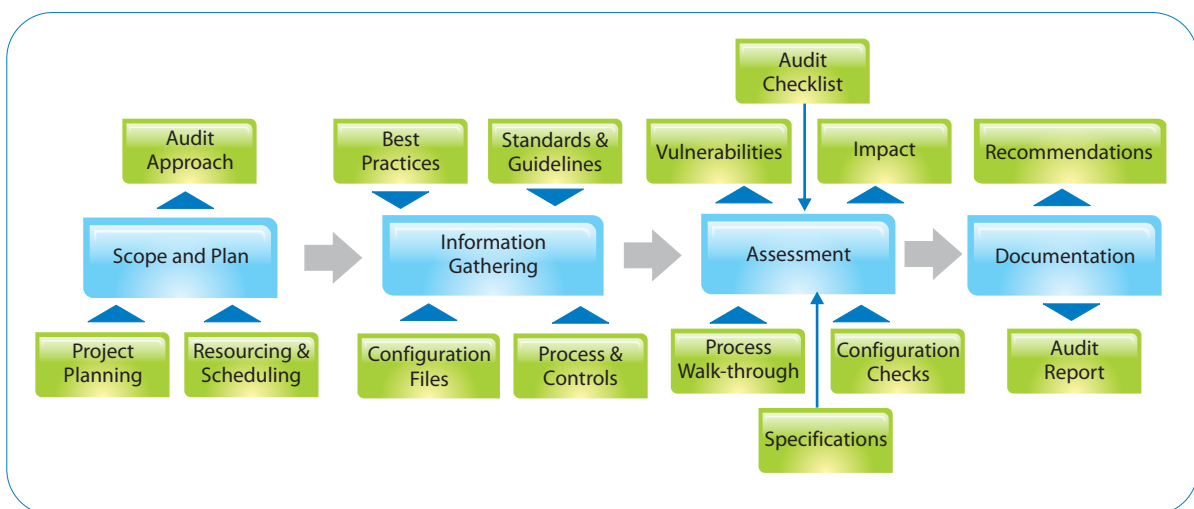 Audit
Checklist
Audit
Approach
Best
Practices
Standards &
Guidelines
Vulnerabilities
Impact
Recommendations
Scope and Plan
Information
Gathering
Assessment
Documentation
Project
Planning
Resourcing &
Scheduling
Configuration
Files
Process &
Controls
Process
Walk-through
Configuration
Checks
Audit
Report
Specifications